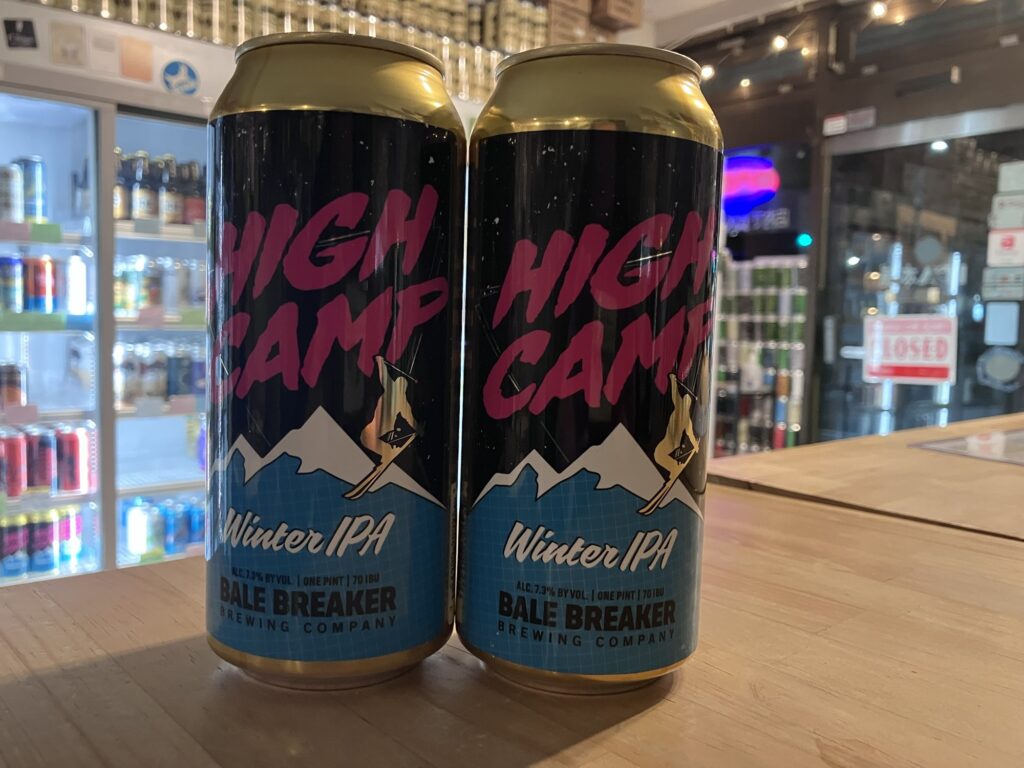 HIGH
CAMP
Winter IPA
ALC. 7.3% BY VOL. | ONE PINT | 70 IBU
BALE BREAKER
BREWING COMPANY
HIGH
CAMP
Winter IPA
ALC. 7.3% BY VOL. | ONE PINT | 70 IBU
BALE BREAKER
BREWING COMPANY
CLOSED